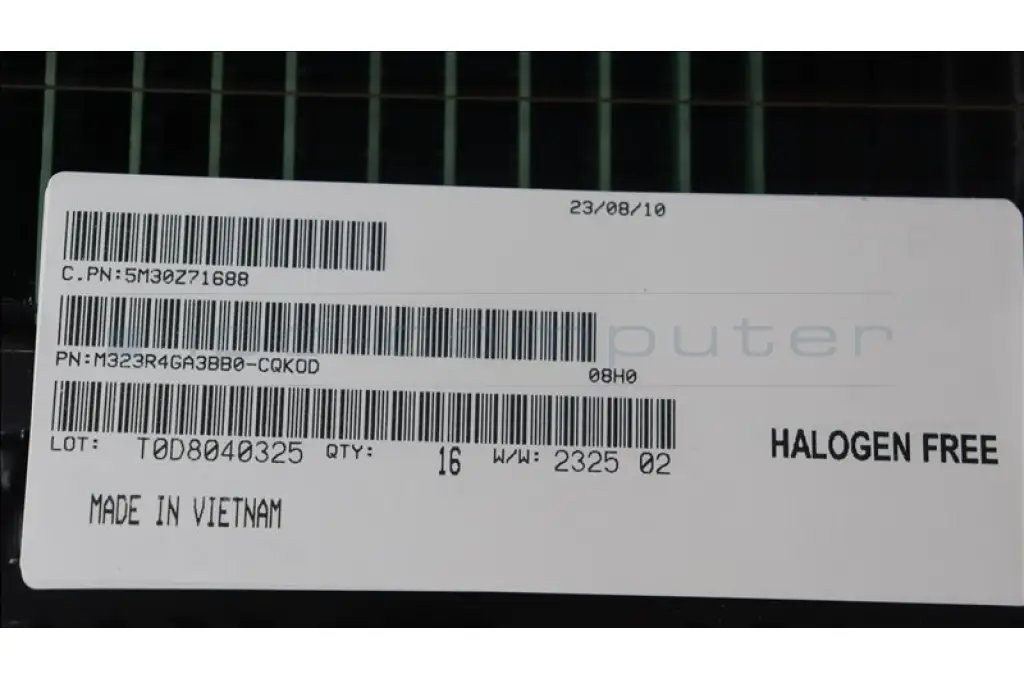 23/08/10
C.PN:5M30Z71688
PN:M323R4GA3BB0-CQKOD
08H0
LOT: T0D8040325 QTY: 16 W/W: 2325 02
HALOGEN FREE
MADE IN VIETNAM